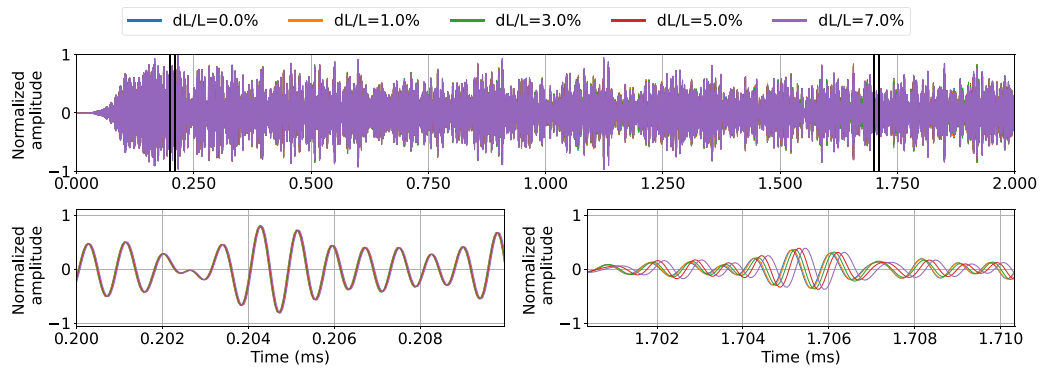 dL/L=0.0% dL/L=1.0% dL/L=3.0% dL/L=5.0% dL/L=7.0%
Normalized
amplitude
1
0
−1
0.000 0.250 0.500 0.750 1.000 1.250 1.500 1.750 2.000
Normalized
amplitude
1
0
−1
0.200 0.202 0.204 0.206 0.208
Time (ms)
Normalized
amplitude
1
0
−1
1.702 1.704 1.706 1.708 1.710
Time (ms)